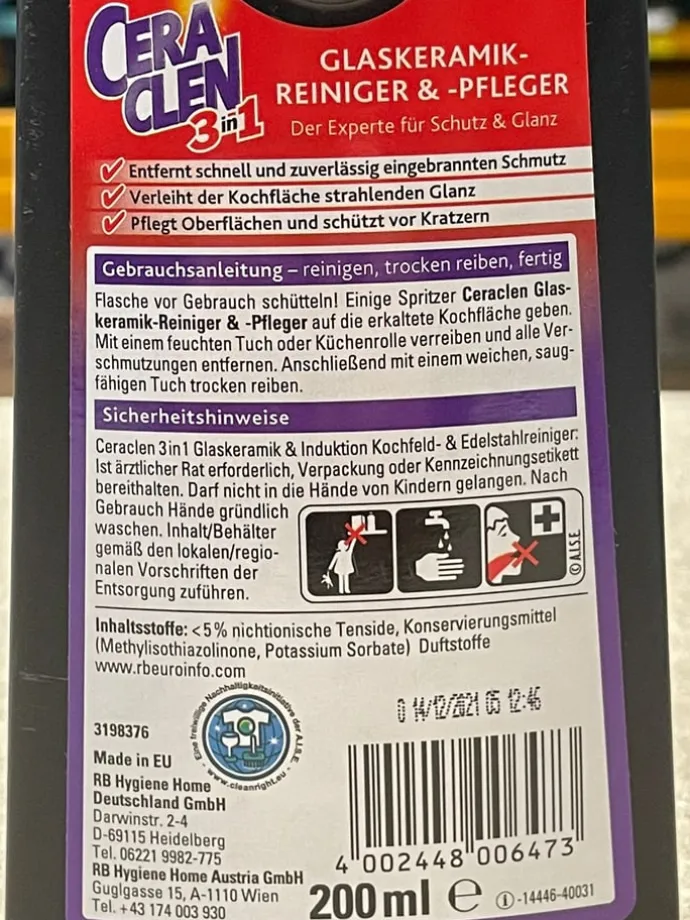 CERA
CLEN
3in1
GLASKERAMIK-
REINIGER & -PFLEGER
Der Experte für Schutz & Glanz
Entfernt schnell und zuverlässig eingebrannten Schmutz
Verleiht der Kochfläche strahlenden Glanz
Pflegt Oberflächen und schützt vor Kratzern
Gebrauchsanleitung – reinigen, trocken reiben, fertig
Flasche vor Gebrauch schütteln! Einige Spritzer Ceraclen Glas-
keramik-Reiniger & -Pfleger auf die erkaltete Kochfläche geben.
Mit einem feuchten Tuch oder Küchenrolle verreiben und alle Ver-
schmutzungen entfernen. Anschließend mit einem weichen, saug-
fähigen Tuch trocken reiben.
Sicherheitshinweise
Ceraclen 3in1 Glaskeramik & Induktion Kochfeld- & Edelstahlreiniger:
Ist ärztlicher Rat erforderlich, Verpackung oder Kennzeichnungsetikett
bereithalten. Darf nicht in die Hände von Kindern gelangen. Nach
Gebrauch Hände gründlich
waschen. Inhalt/Behälter
gemäß den lokalen/regio-
nalen Vorschriften der
Entsorgung zuführen.
© A.I.S.E
Inhaltsstoffe: <5% nichtionische Tenside, Konservierungsmittel
(Methylisothiazolinone, Potassium Sorbate) Duftstoffe
www.rbeuroinfo.com
Eine freiwillige Nachhaltigkeitsinitiative der A.I.S.E.
www.cleanright.eu
0 14/12/2021 05 12:46
3198376
Made in EU
RB Hygiene Home
Deutschland GmbH
Darwinstr. 2-4
D-69115 Heidelberg
Tel. 06221 9982-775
RB Hygiene Home Austria GmbH
Guglgasse 15, A-1110 Wien
Tel. +43 174 003 930
4 002448 006473
200 ml ℮
i-14446-40031